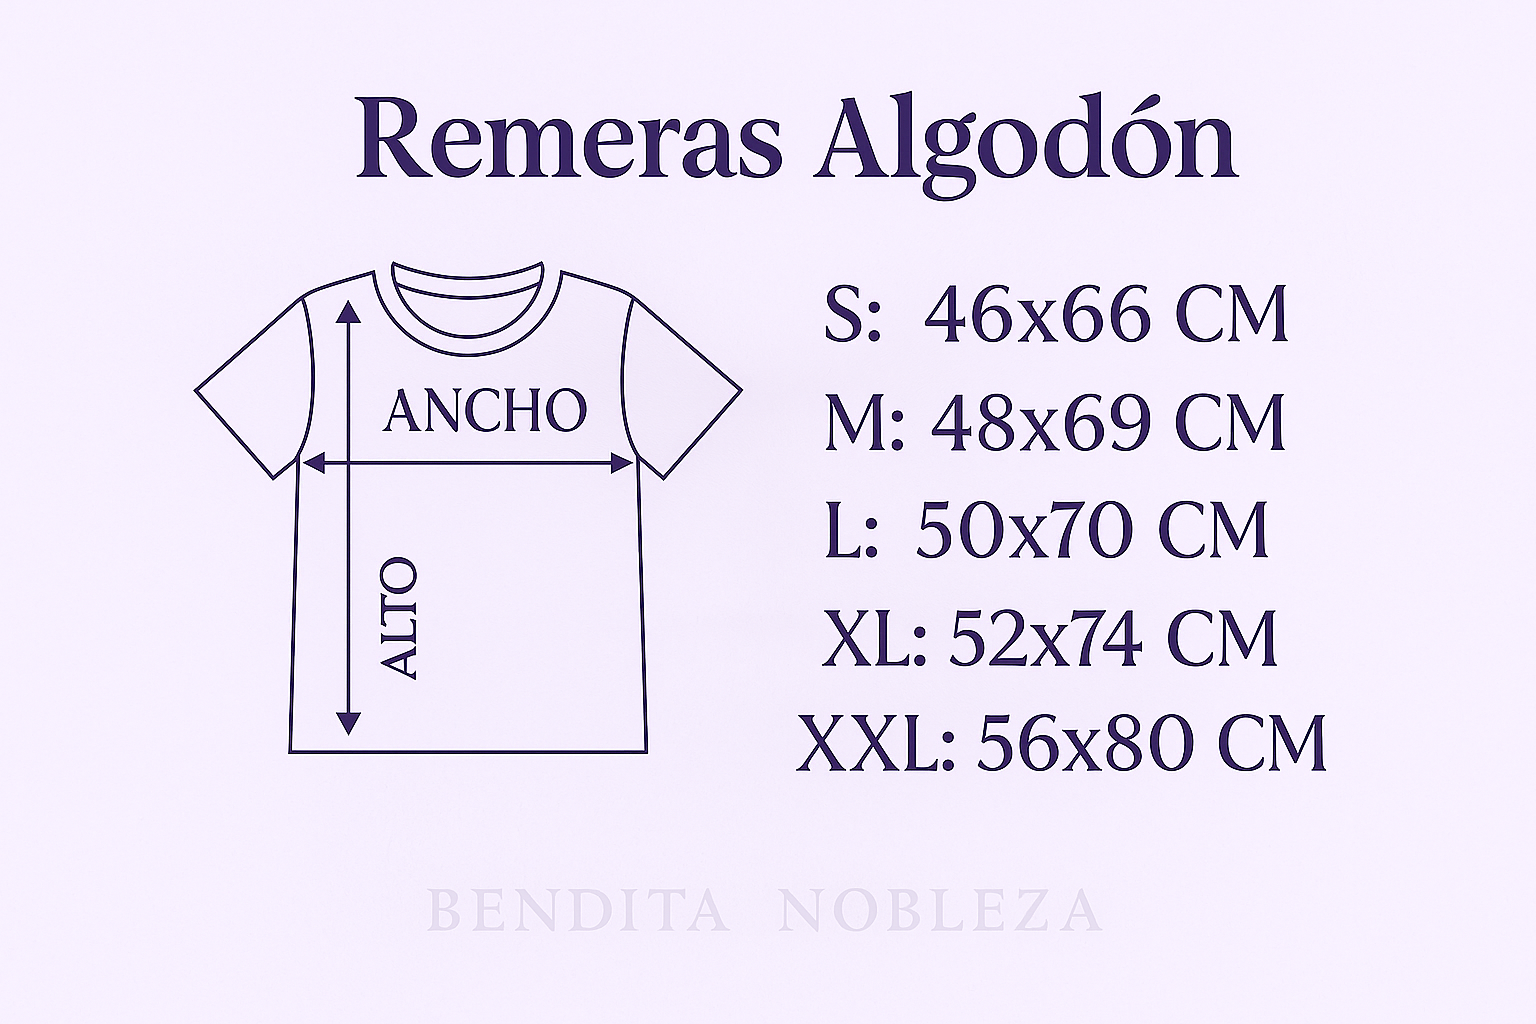 Remeras Algodón
ANCHO
ALTO
S: 46x66 CM
M: 48x69 CM
L: 50x70 CM
XL: 52x74 CM
XXL: 56x80 CM
BENDITA NOBLEZA